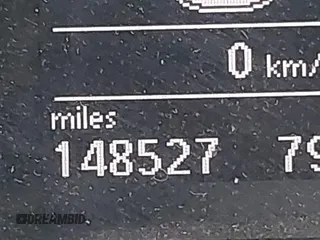 0 km/
miles
148527 79
DREAMBID